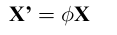 X’ = ϕX